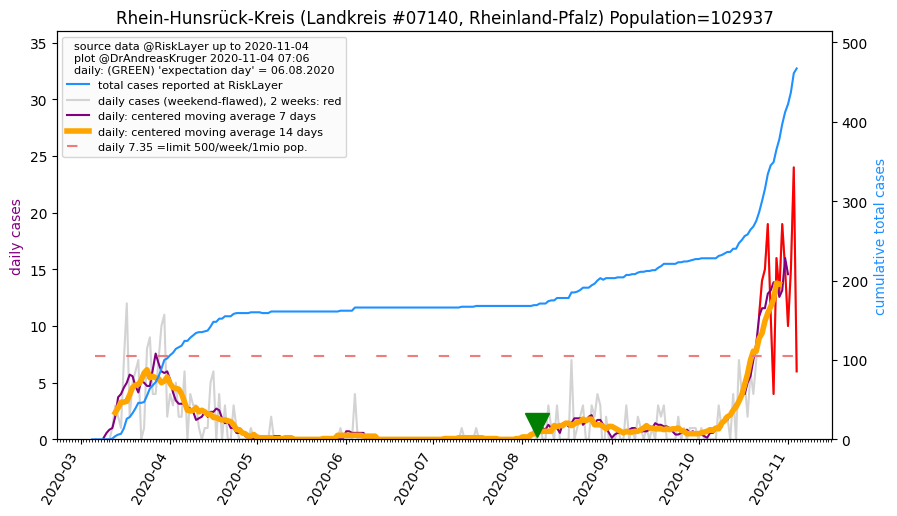 Rhein-Hunsrück-Kreis (Landkreis #07140, Rheinland-Pfalz) Population=102937
source data @RiskLayer up to 2020-11-04
plot @DrAndreasKruger 2020-11-04 07:06
daily: (GREEN) 'expectation day' = 06.08.2020
total cases reported at RiskLayer
daily cases (weekend-flawed), 2 weeks: red
daily: centered moving average 7 days
daily: centered moving average 14 days
daily 7.35 =limit 500/week/1mio pop.
daily cases
35
30
25
20
15
10
5
0
cumulative total cases
500
400
300
200
100
0
2020-03
2020-04
2020-05
2020-06
2020-07
2020-08
2020-09
2020-10
2020-11